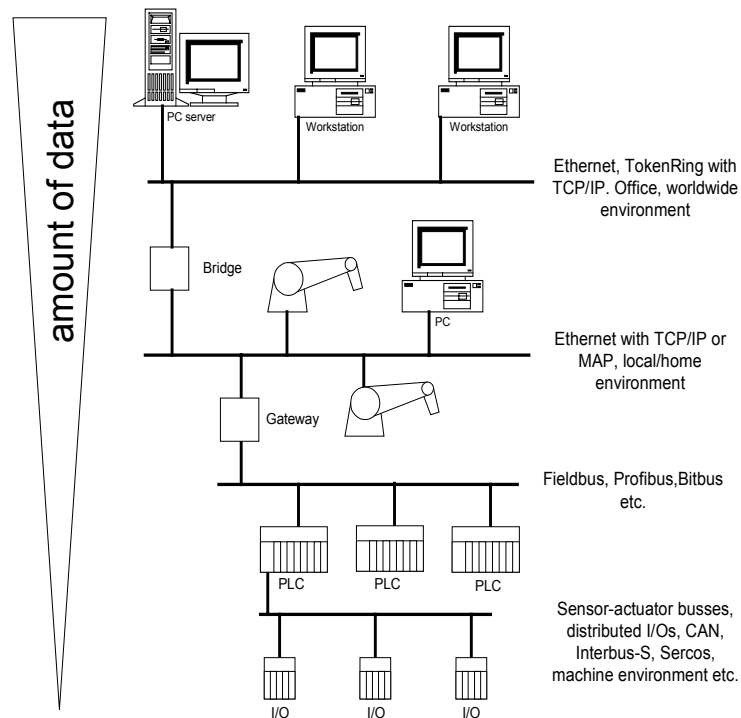 amount of data
PC server
Workstation
Workstation
Ethernet, TokenRing with
TCP/IP. Office, worldwide
environment
Bridge
PC
Ethernet with TCP/IP or
MAP, local/home
environment
Gateway
Fieldbus, Profibus,Bitbus
etc.
PLC
PLC
PLC
Sensor-actuator busses,
distributed I/Os, CAN,
Interbus-S, Sercos,
machine environment etc.
I/O
I/O
I/O